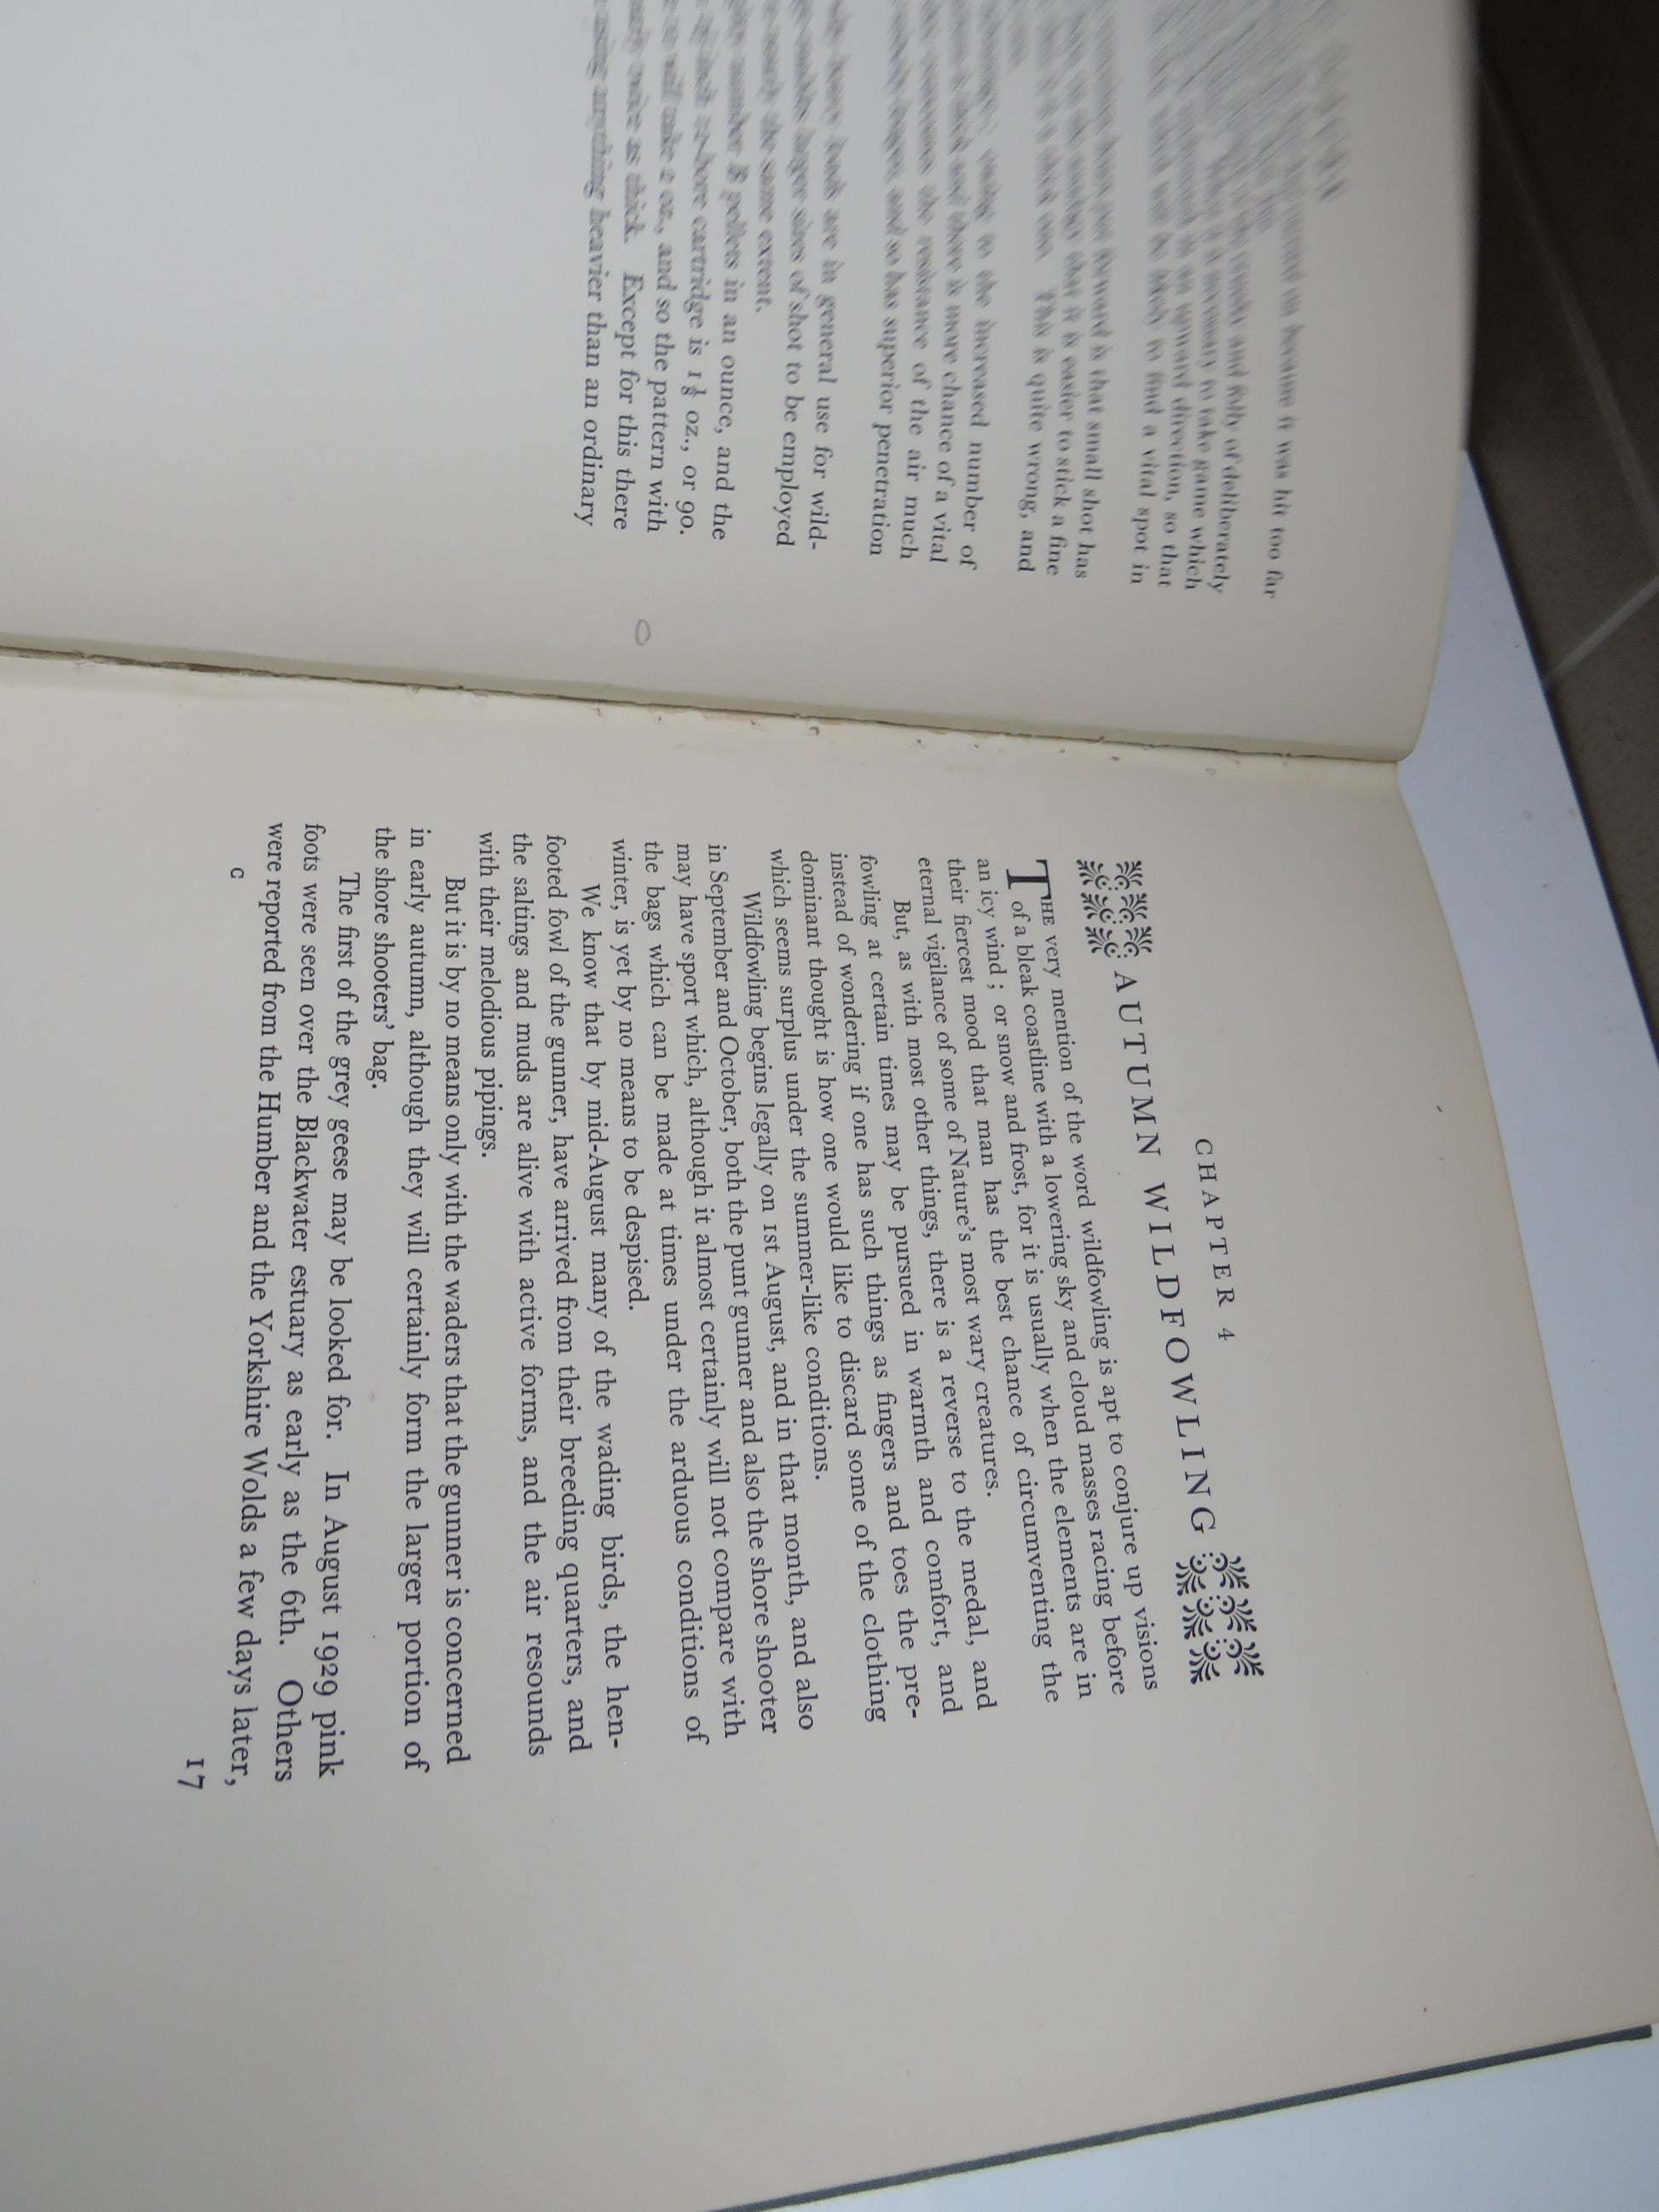 it was hit too far
and folly of deliberately
necessary to take game which
in an upward direction, so that
will be likely to find a vital spot in
forward is that small shot has
that it is easier to stick a fine
This is quite wrong, and
owing to the increased number of
and there is more chance of a vital
the resistance of the air much
and so has superior penetration
are in general use for wild-
larger sizes of shot to be employed
the same extent.
number B pellets in an ounce, and the
cartridge is 1⅛ oz., or 90.
will take 2 oz., and so the pattern with
twice as thick. Except for this there
using anything heavier than an ordinary
CHAPTER 4
AUTUMN WILDFOWLING
THE very mention of the word wildfowling is apt to conjure up visions
of a bleak coastline with a lowering sky and cloud masses racing before
an icy wind ; or snow and frost, for it is usually when the elements are in
their fiercest mood that man has the best chance of circumventing the
eternal vigilance of some of Nature's most wary creatures.
But, as with most other things, there is a reverse to the medal, and
fowling at certain times may be pursued in warmth and comfort, and
instead of wondering if one has such things as fingers and toes the pre-
dominant thought is how one would like to discard some of the clothing
which seems surplus under the summer-like conditions.
Wildfowling begins legally on 1st August, and in that month, and also
in September and October, both the punt gunner and also the shore shooter
may have sport which, although it almost certainly will not compare with
the bags which can be made at times under the arduous conditions of
winter, is yet by no means to be despised.
We know that by mid-August many of the wading birds, the hen-
footed fowl of the gunner, have arrived from their breeding quarters, and
the saltings and muds are alive with active forms, and the air resounds
with their melodious pipings.
But it is by no means only with the waders that the gunner is concerned
in early autumn, although they will certainly form the larger portion of
the shore shooters' bag.
The first of the grey geese may be looked for. In August 1929 pink
foots were seen over the Blackwater estuary as early as the 6th. Others
were reported from the Humber and the Yorkshire Wolds a few days later,
c
17